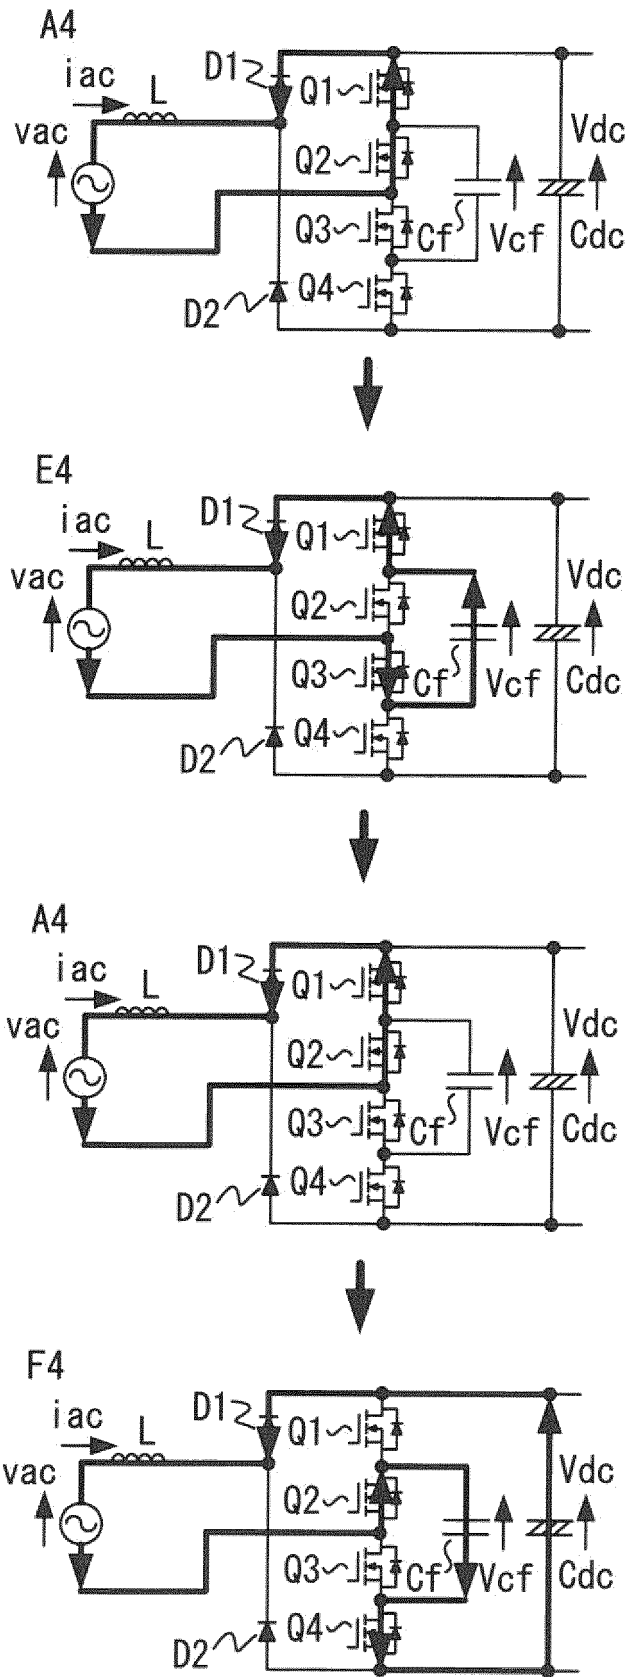 A4
iac
L
D1
Q1
vac
Q2
Vdc
Q3
Cf
Vcf
Cdc
Q4
D2
E4
iac
L
D1
Q1
vac
Q2
Vdc
Q3
Cf
Vcf
Cdc
Q4
D2
A4
iac
L
D1
Q1
vac
Q2
Vdc
Q3
Cf
Vcf
Cdc
Q4
D2
F4
iac
L
D1
Q1
vac
Q2
Vdc
Q3
Cf
Vcf
Cdc
Q4
D2